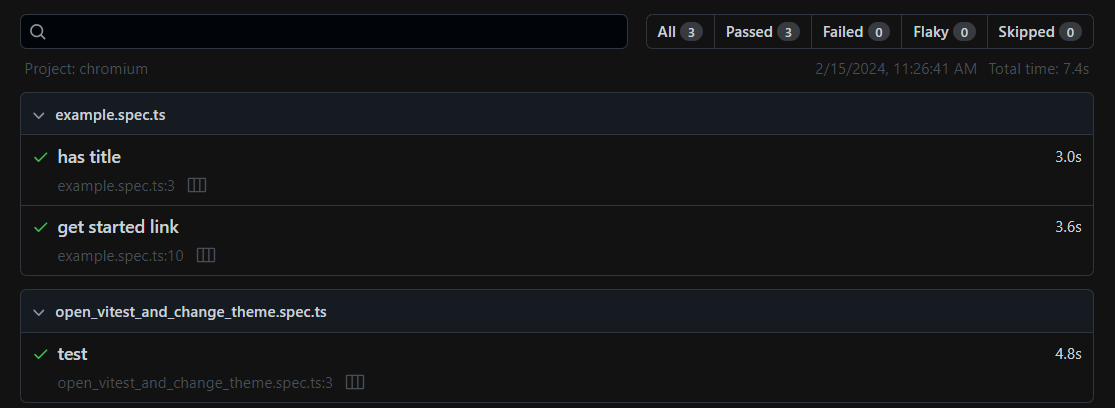 All 3 Passed 3 Failed 0 Flaky 0 Skipped 0
Project: chromium 2/15/2024, 11:26:41 AM Total time: 7.4s
example.spec.ts
has title 3.0s
example.spec.ts:3
get started link 3.6s
example.spec.ts:10
open_vitest_and_change_theme.spec.ts
test 4.8s
open_vitest_and_change_theme.spec.ts:3